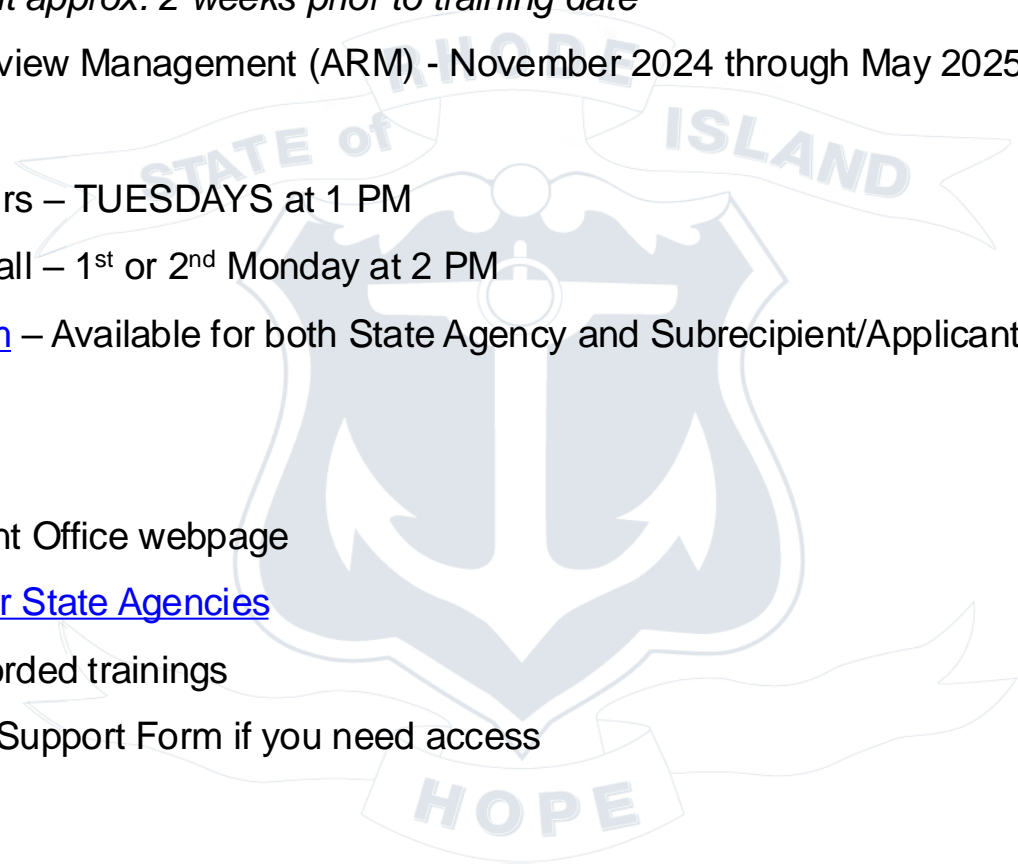 t approx. 2 weeks prior to training date
view Management (ARM) - November 2024 through May 2025
RHODE
STATE of
ISLAND
rs – TUESDAYS at 1 PM
all – 1st or 2nd Monday at 2 PM
n – Available for both State Agency and Subrecipient/Applicant
nt Office webpage
r State Agencies
orded trainings
Support Form if you need access
HOPE